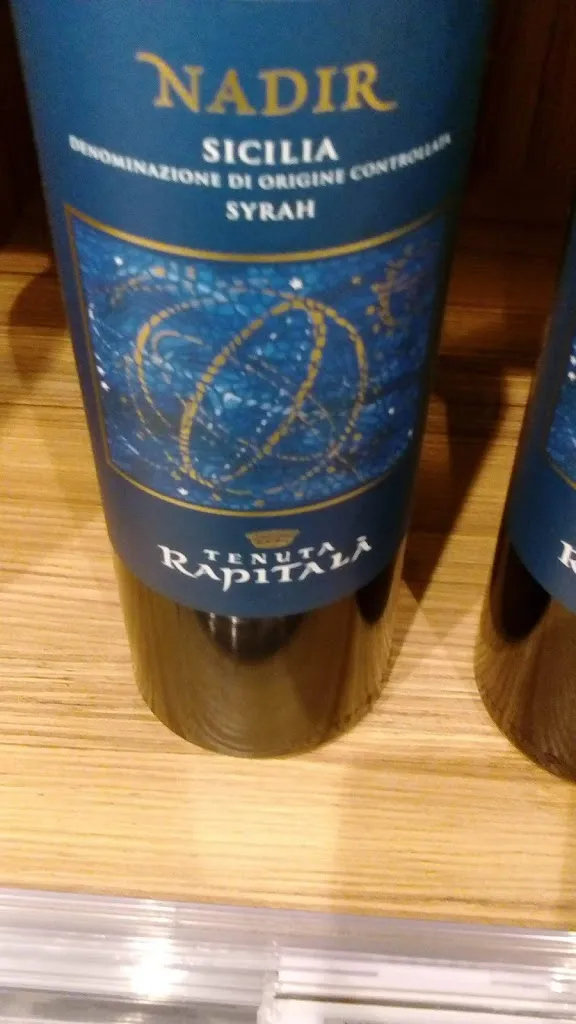 NADIR
SICILIA
DENOMINAZIONE DI ORIGINE CONTROLLATA
SYRAH
TENUTA
RAPITALÀ
R